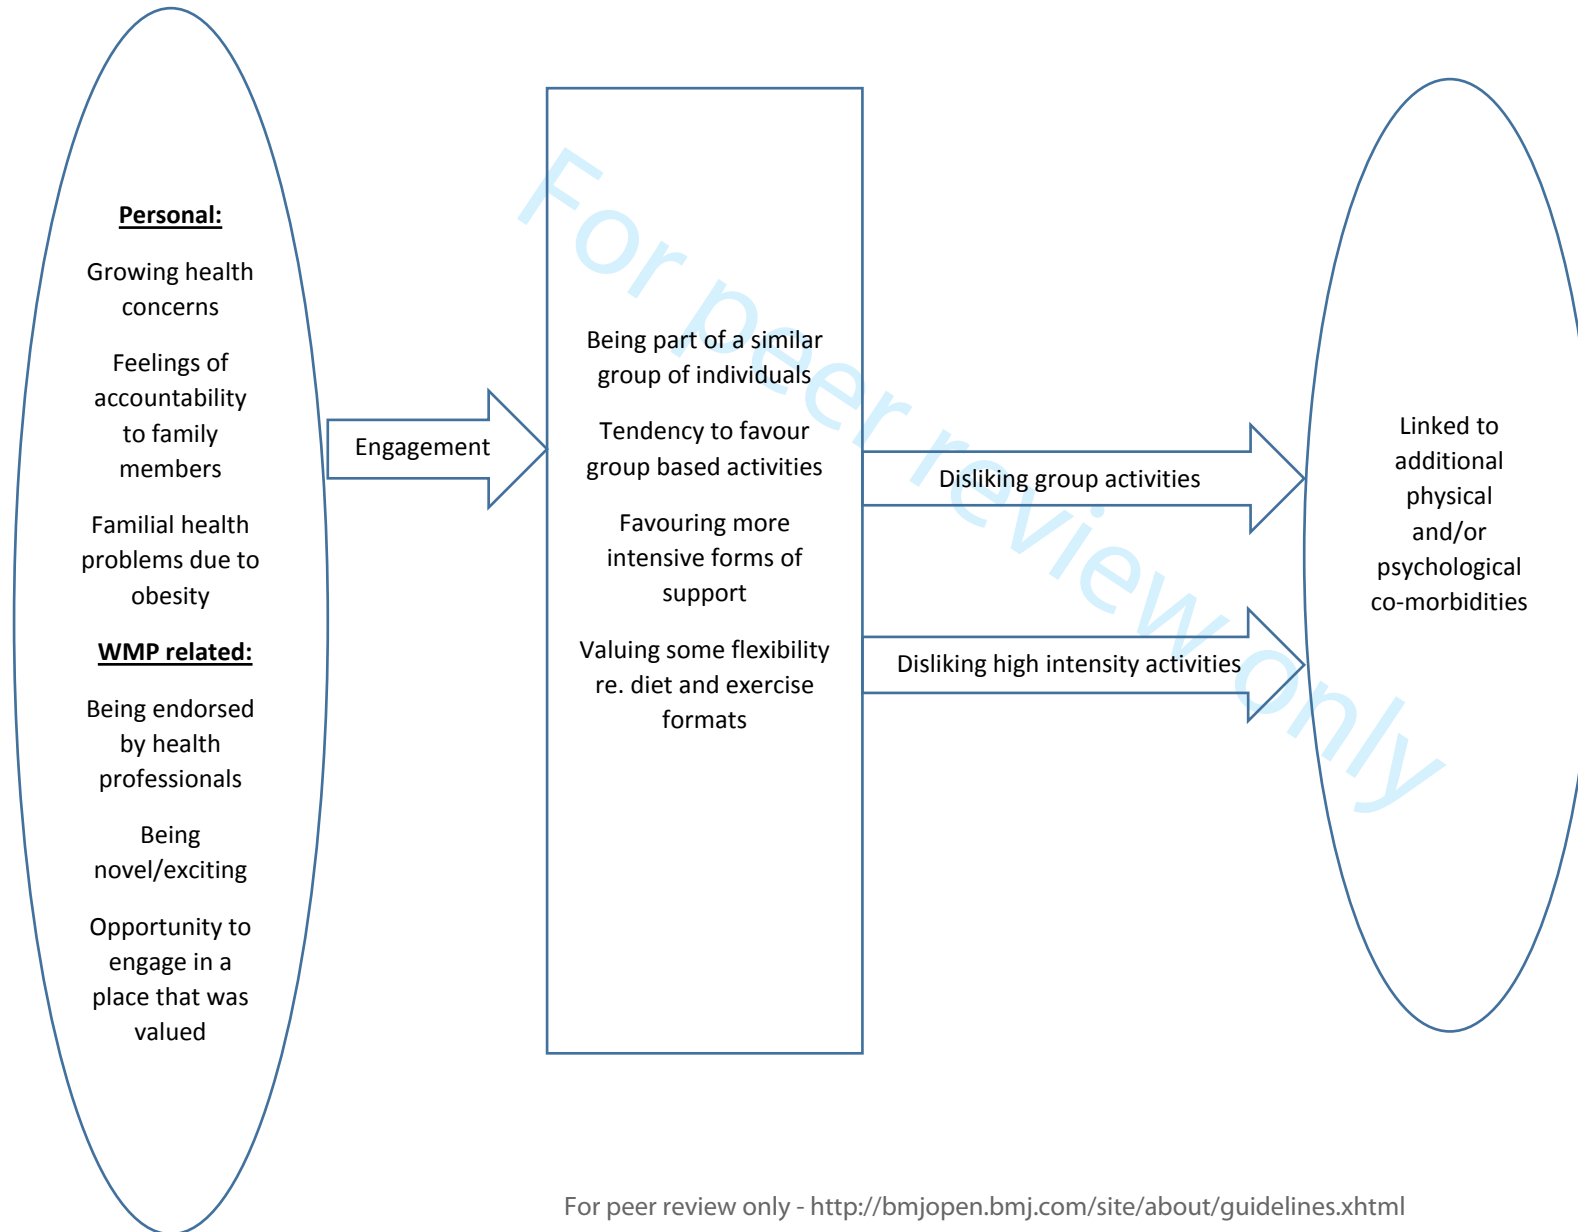 Personal:
Growing health
concerns
Feelings of
accountability
to family
members
Familial health
problems due to
obesity
WMP related:
Being endorsed
by health
professionals
Being
novel/exciting
Opportunity to
engage in a
place that was
valued
Engagement
Being part of a similar
group of individuals
Tendency to favour
group based activities
Favouring more
intensive forms of
support
Valuing some flexibility
re. diet and exercise
formats
Disliking group activities
Disliking high intensity activities
Linked to
additional
physical
and/or
psychological
co-morbidities
For peer review only
For peer review only - http://bmjopen.bmj.com/site/about/guidelines.xhtml